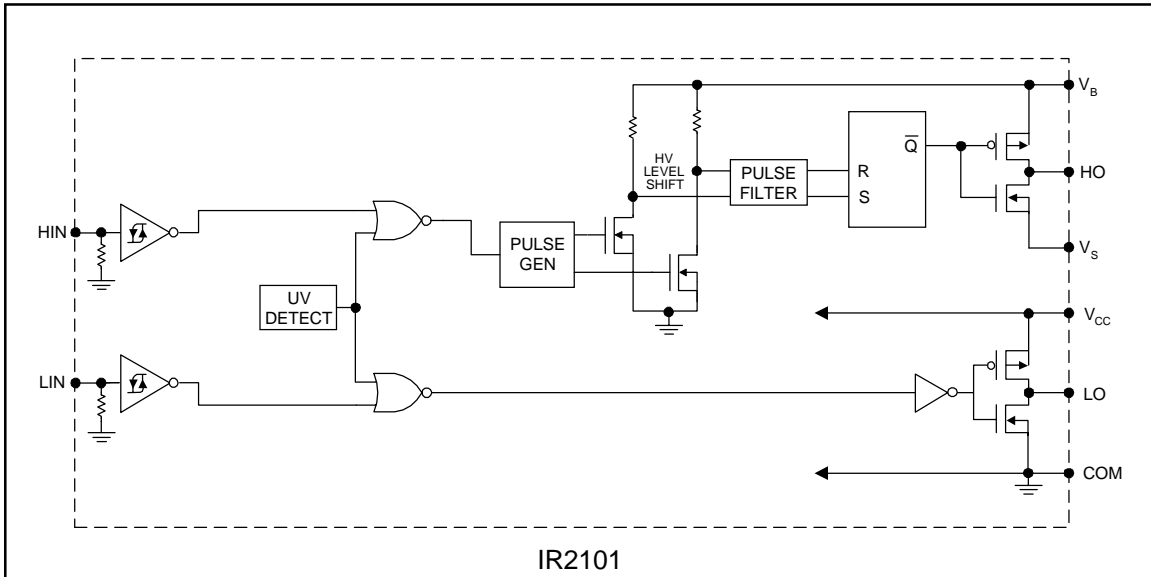 V_B
HV
LEVEL
SHIFT
Q̅
PULSE
FILTER
R
S
HO
HIN
PULSE
GEN
V_S
UV
DETECT
V_CC
LIN
LO
COM
IR2101